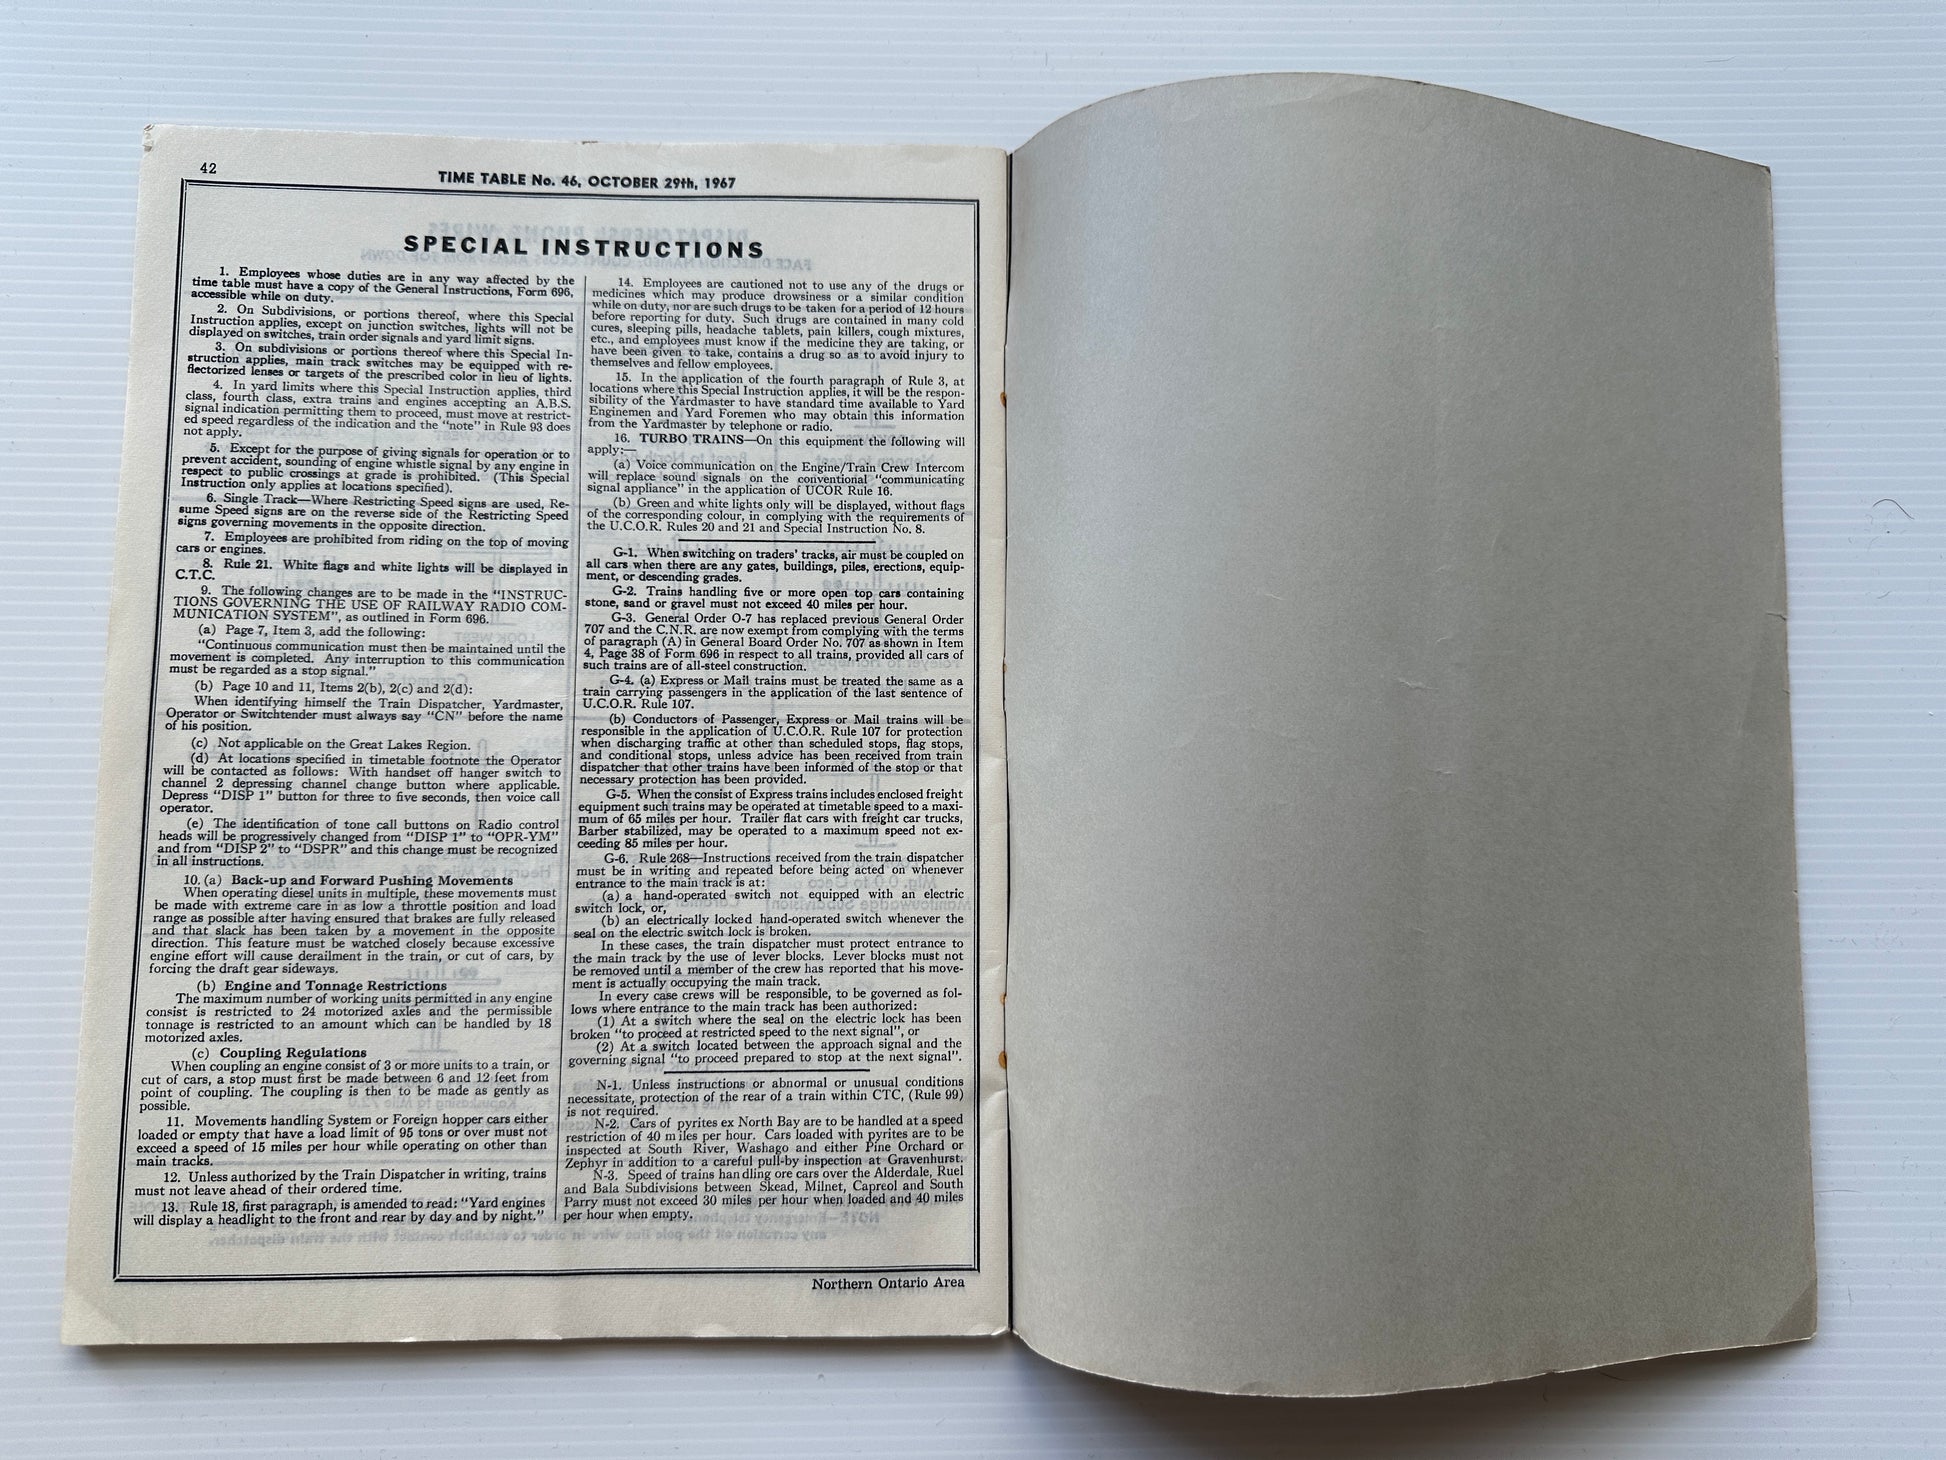 42
TIME TABLE No. 46, OCTOBER 29th, 1967
SPECIAL INSTRUCTIONS
1. Employees whose duties are in any way affected by the
time table must have a copy of the General Instructions, Form 696,
accessible while on duty.
2. On Subdivisions, or portions thereof, where this Special
Instruction applies, except on junction switches, lights will not be
displayed on switches, train order signals and yard limit signs.
3. On subdivisions or portions thereof where this Special In-
struction applies, main track switches may be equipped with re-
flectorized lenses or targets of the prescribed color in lieu of lights.
4. In yard limits where this Special Instruction applies, third
class, fourth class, extra trains and engines accepting an A.B.S.
signal indication permitting them to proceed, must move at restrict-
ed speed regardless of the indication and the "note" in Rule 93 does
not apply.
5. Except for the purpose of giving signals for operation or to
prevent accident, sounding of engine whistle signal by any engine in
respect to public crossings at grade is prohibited. (This Special
Instruction only applies at locations specified).
6. Single Track—Where Restricting Speed signs are used, Re-
sume Speed signs are on the reverse side of the Restricting Speed
signs governing movements in the opposite direction.
7. Employees are prohibited from riding on the top of moving
cars or engines.
8. Rule 21. White flags and white lights will be displayed in
C.T.C.
9. The following changes are to be made in the "INSTRUC-
TIONS GOVERNING THE USE OF RAILWAY RADIO COM-
MUNICATION SYSTEM", as outlined in Form 696.
(a) Page 7, Item 3, add the following:
"Continuous communication must then be maintained until the
movement is completed. Any interruption to this communication
must be regarded as a stop signal."
(b) Page 10 and 11, Items 2(b), 2(c) and 2(d):
When identifying himself the Train Dispatcher, Yardmaster,
Operator or Switchtender must always say "CN" before the name
of his position.
(c) Not applicable on the Great Lakes Region.
(d) At locations specified in timetable footnote the Operator
will be contacted as follows: With handset off hanger switch to
channel 2 depressing channel change button where applicable.
Depress "DISP 1" button for three to five seconds, then voice call
operator.
(e) The identification of tone call buttons on Radio control
heads will be progressively changed from "DISP 1" to "OPR-YM"
and from "DISP 2" to "DSPR" and this change must be recognized
in all instructions.
10. (a) Back-up and Forward Pushing Movements
When operating diesel units in multiple, these movements must
be made with extreme care in as low a throttle position and load
range as possible after having ensured that brakes are fully released
and that slack has been taken by a movement in the opposite
direction. This feature must be watched closely because excessive
engine effort will cause derailment in the train, or cut of cars, by
forcing the draft gear sideways.
(b) Engine and Tonnage Restrictions
The maximum number of working units permitted in any engine
consist is restricted to 24 motorized axles and the permissible
tonnage is restricted to an amount which can be handled by 18
motorized axles.
(c) Coupling Regulations
When coupling an engine consist of 3 or more units to a train, or
cut of cars, a stop must first be made between 6 and 12 feet from
point of coupling. The coupling is then to be made as gently as
possible.
11. Movements handling System or Foreign hopper cars either
loaded or empty that have a load limit of 95 tons or over must not
exceed a speed of 15 miles per hour while operating on other than
main tracks.
12. Unless authorized by the Train Dispatcher in writing, trains
must not leave ahead of their ordered time.
13. Rule 18, first paragraph, is amended to read: "Yard engines
will display a headlight to the front and rear by day and by night."
14. Employees are cautioned not to use any of the drugs or
medicines which may produce drowsiness or a similar condition
while on duty, nor are such drugs to be taken for a period of 12 hours
before reporting for duty. Such drugs are contained in many cold
cures, sleeping pills, headache tablets, pain killers, cough mixtures,
etc., and employees must know if the medicine they are taking, or
have been given to take, contains a drug so as to avoid injury to
themselves and fellow employees.
15. In the application of the fourth paragraph of Rule 3, at
locations where this Special Instruction applies, it will be the respon-
sibility of the Yardmaster to have standard time available to Yard
Enginemen and Yard Foremen who may obtain this information
from the Yardmaster by telephone or radio.
16. TURBO TRAINS—On this equipment the following will
apply:—
(a) Voice communication on the Engine/Train Crew Intercom
will replace sound signals on the conventional "communicating
signal appliance" in the application of UCOR Rule 16.
(b) Green and white lights only will be displayed, without flags
of the corresponding colour, in complying with the requirements of
the U.C.O.R. Rules 20 and 21 and Special Instruction No. 8.
G-1. When switching on traders' tracks, air must be coupled on
all cars when there are any gates, buildings, piles, erections, equip-
ment, or descending grades.
G-2. Trains handling five or more open top cars containing
stone, sand or gravel must not exceed 40 miles per hour.
G-3. General Order O-7 has replaced previous General Order
707 and the C.N.R. are now exempt from complying with the terms
of paragraph (A) in General Board Order No. 707 as shown in Item
4, Page 38 of Form 696 in respect to all trains, provided all cars of
such trains are of all-steel construction.
G-4. (a) Express or Mail trains must be treated the same as a
train carrying passengers in the application of the last sentence of
U.C.O.R. Rule 107.
(b) Conductors of Passenger, Express or Mail trains will be
responsible in the application of U.C.O.R. Rule 107 for protection
when discharging traffic at other than scheduled stops, flag stops,
and conditional stops, unless advice has been received from train
dispatcher that other trains have been informed of the stop or that
necessary protection has been provided.
G-5. When the consist of Express trains includes enclosed freight
equipment such trains may be operated at timetable speed to a maxi-
mum of 65 miles per hour. Trailer flat cars with freight car trucks,
Barber stabilized, may be operated to a maximum speed not ex-
ceeding 85 miles per hour.
G-6. Rule 268—Instructions received from the train dispatcher
must be in writing and repeated before being acted on whenever
entrance to the main track is at:
(a) a hand-operated switch not equipped with an electric
switch lock, or,
(b) an electrically locked hand-operated switch whenever the
seal on the electric switch lock is broken.
In these cases, the train dispatcher must protect entrance to
the main track by the use of lever blocks. Lever blocks must not
be removed until a member of the crew has reported that his move-
ment is actually occupying the main track.
In every case crews will be responsible, to be governed as fol-
lows where entrance to the main track has been authorized:
(1) At a switch where the seal on the electric lock has been
broken "to proceed at restricted speed to the next signal", or
(2) At a switch located between the approach signal and the
governing signal "to proceed prepared to stop at the next signal".
N-1. Unless instructions or abnormal or unusual conditions
necessitate, protection of the rear of a train within CTC, (Rule 99)
is not required.
N-2. Cars of pyrites ex North Bay are to be handled at a speed
restriction of 40 miles per hour. Cars loaded with pyrites are to be
inspected at South River, Washago and either Pine Orchard or
Zephyr in addition to a careful pull-by inspection at Gravenhurst.
N-3. Speed of trains handling ore cars over the Alderdale, Ruel
and Bala Subdivisions between Skead, Milnet, Capreol and South
Parry must not exceed 30 miles per hour when loaded and 40 miles
per hour when empty.
Northern Ontario Area